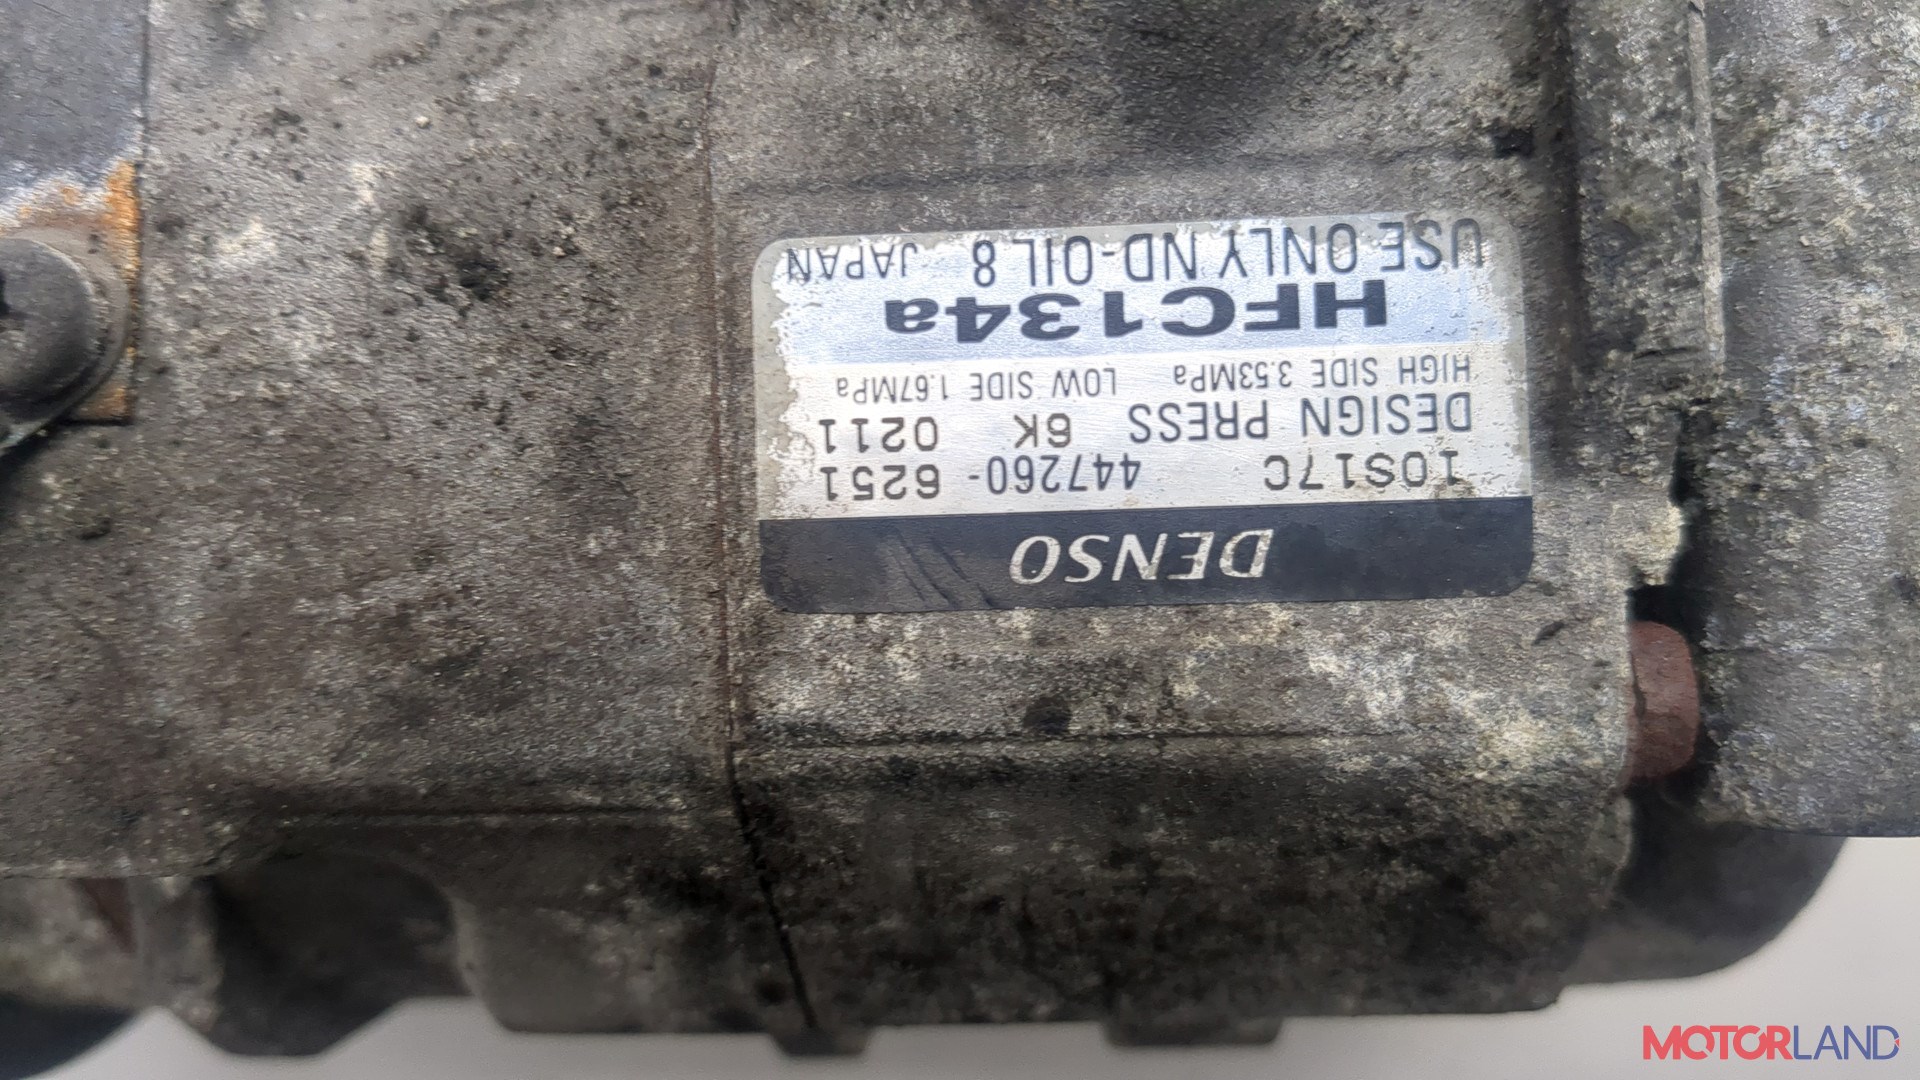 DENSO
10S17C 447260-6251
DESIGN PRESS 6K 0211
HIGH SIDE 3.53MPa LOW SIDE 1.67MPa
HFC134a
USE ONLY ND-OIL 8 JAPAN
MOTORLAND